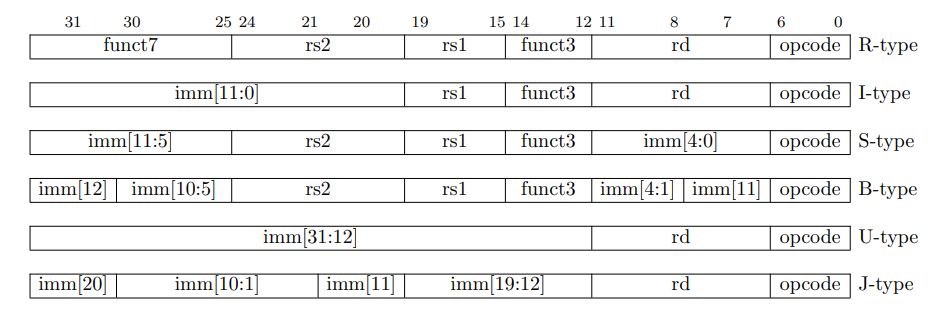 31 30 25 24 21 20 19 15 14 12 11 8 7 6 0
funct7 rs2 rs1 funct3 rd opcode R-type
imm[11:0] rs1 funct3 rd opcode I-type
imm[11:5] rs2 rs1 funct3 imm[4:0] opcode S-type
imm[12] imm[10:5] rs2 rs1 funct3 imm[4:1] imm[11] opcode B-type
imm[31:12] rd opcode U-type
imm[20] imm[10:1] imm[11] imm[19:12] rd opcode J-type